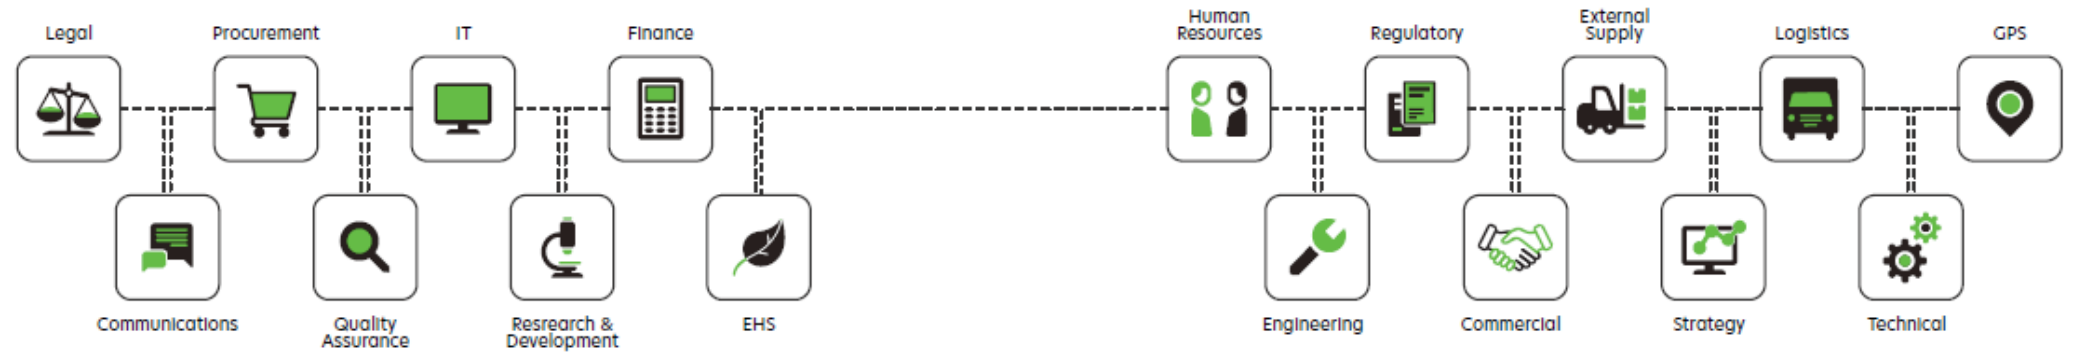 Legal
Procurement
IT
Finance
Human
Resources
Regulatory
External
Supply
Logistics
GPS
Communications
Quality
Assurance
Resrearch &
Development
EHS
Engineering
Commercial
Strategy
Technical